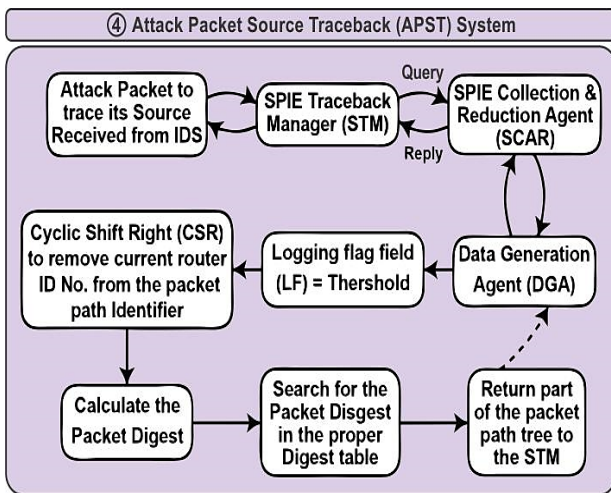 ④ Attack Packet Source Traceback (APST) System
Attack Packet to
trace its Source
Received from IDS
SPIE Traceback
Manager (STM)
Query
Reply
SPIE Collection &
Reduction Agent
(SCAR)
Cyclic Shift Right (CSR)
to remove current router
ID No. from the packet
path Identifier
Logging flag field
(LF) = Thershold
Data Generation
Agent (DGA)
Calculate the
Packet Digest
Search for the
Packet Disgest
in the proper
Digest table
Return part
of the packet
path tree to
the STM